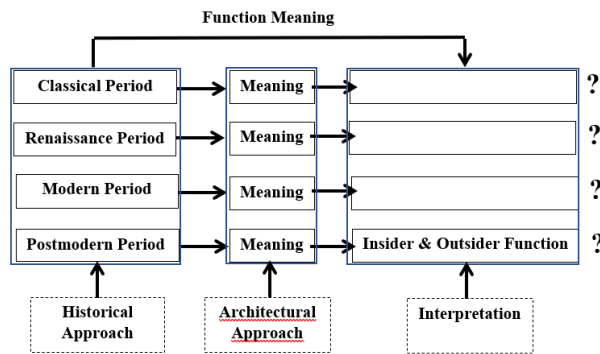 Function Meaning
Classical Period Meaning ?
Renaissance Period Meaning ?
Modern Period Meaning ?
Postmodern Period Meaning Insider & Outsider Function ?
Historical
Approach
Architectural
Approach
Interpretation